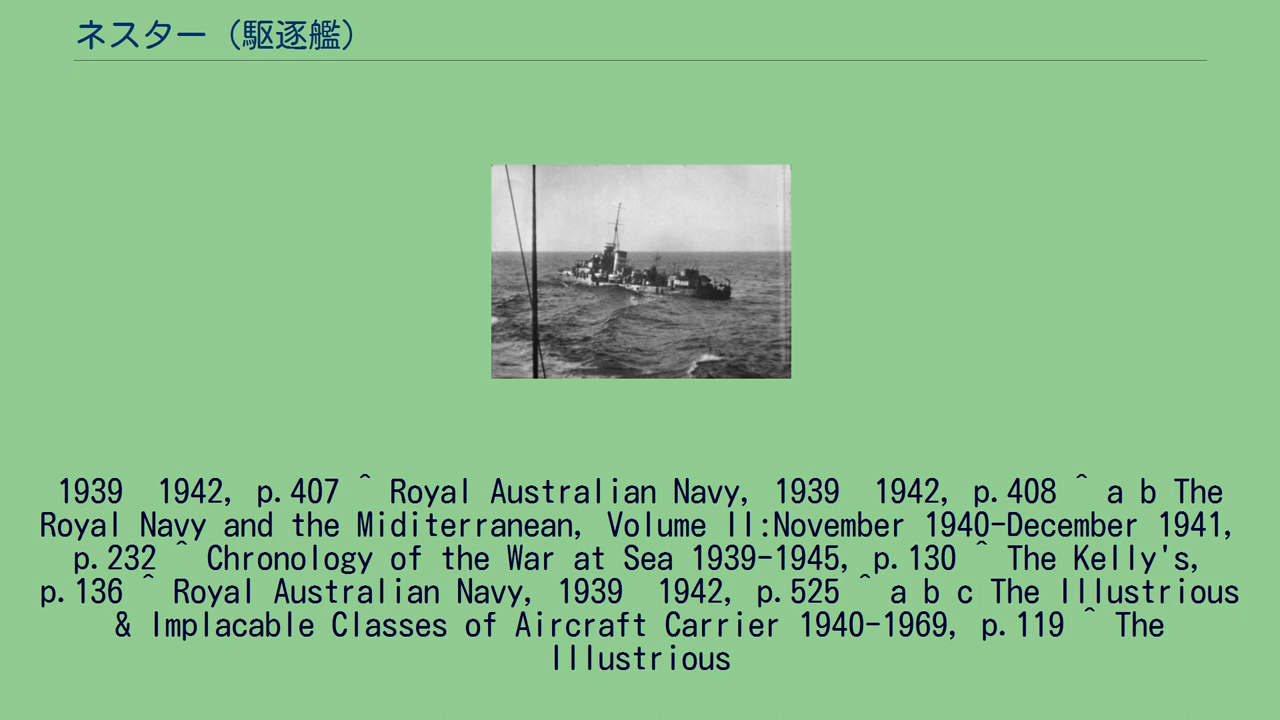 ネスター（駆逐艦）
1939　1942, p.407 ^ Royal Australian Navy, 1939　1942, p.408 ^ a b The
Royal Navy and the Miditerranean, Volume II:November 1940-December 1941,
p.232 ^ Chronology of the War at Sea 1939-1945, p.130 ^ The Kelly's,
p.136 ^ Royal Australian Navy, 1939　1942, p.525 ^ a b c The Illustrious
& Implacable Classes of Aircraft Carrier 1940-1969, p.119 ^ The
Illustrious